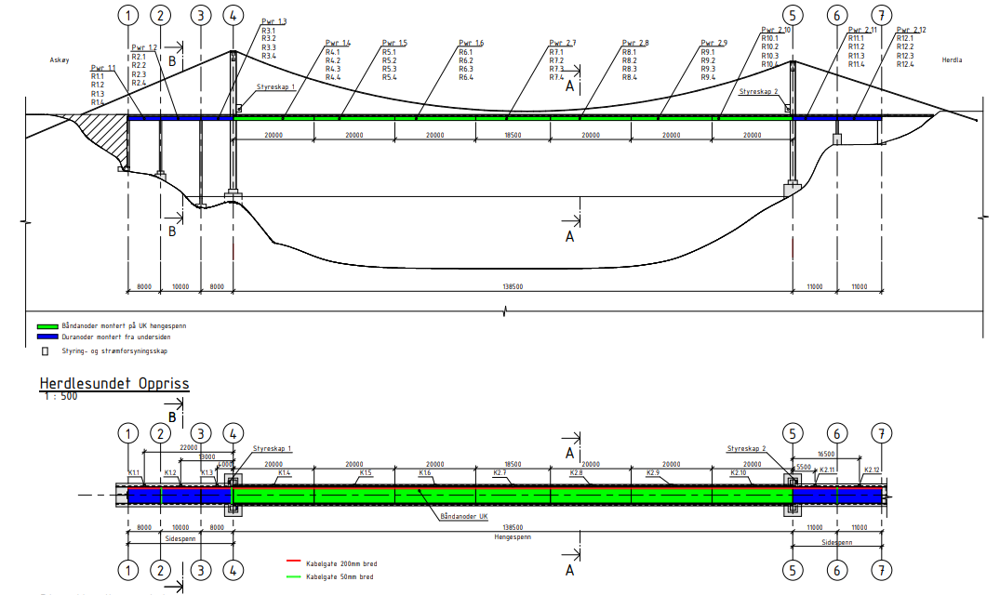 1 2 3 4 5 6 7
B
Askøy
Herdla
Pwr 1.1
R1.1
R1.2
R1.3
R1.4
Pwr 1.2
R2.1
R2.2
R2.3
R2.4
Pwr 1.3
R3.1
R3.2
R3.3
R3.4
Pwr 1.4
R4.1
R4.2
R4.3
R4.4
Pwr 1.5
R5.1
R5.2
R5.3
R5.4
Pwr 1.6
R6.1
R6.2
R6.3
R6.4
Pwr 2.7
R7.1
R7.2
R7.3
R7.4
Pwr 2.8
R8.1
R8.2
R8.3
R8.4
Pwr 2.9
R9.1
R9.2
R9.3
R9.4
Pwr 2.10
R10.1
R10.2
R10.3
R10.4
Pwr 2.11
R11.1
R11.2
R11.3
R11.4
Pwr 2.12
R12.1
R12.2
R12.3
R12.4
A
Styreskap 1
Styreskap 2
20000 20000 20000 18500 20000 20000 20000
B
A
8000 10000 8000 138500 11000 11000
Båndanoder montert på UK hengespenn
Duranoder montert fra undersiden
Styring- og strømforsyningsskap
Herdlesundet Oppriss
1 : 500
B
1 2 3 4 5 6 7
A
22000
13000
4000
Styreskap 1
Styreskap 2
16500
5500
20000 20000 20000 18500 20000 20000 20000
K1.1 K1.2 K1.3 K1.4 K1.5 K1.6 K2.7 K2.8 K2.9 K2.10 K2.11 K2.12
Båndanoder UK
8000 10000 8000 138500 11000 11000
Sidespenn
Hengespenn
Sidespenn
A
1 2 3 4 5 6 7
Kabelgate 200mm bred
Kabelgate 50mm bred